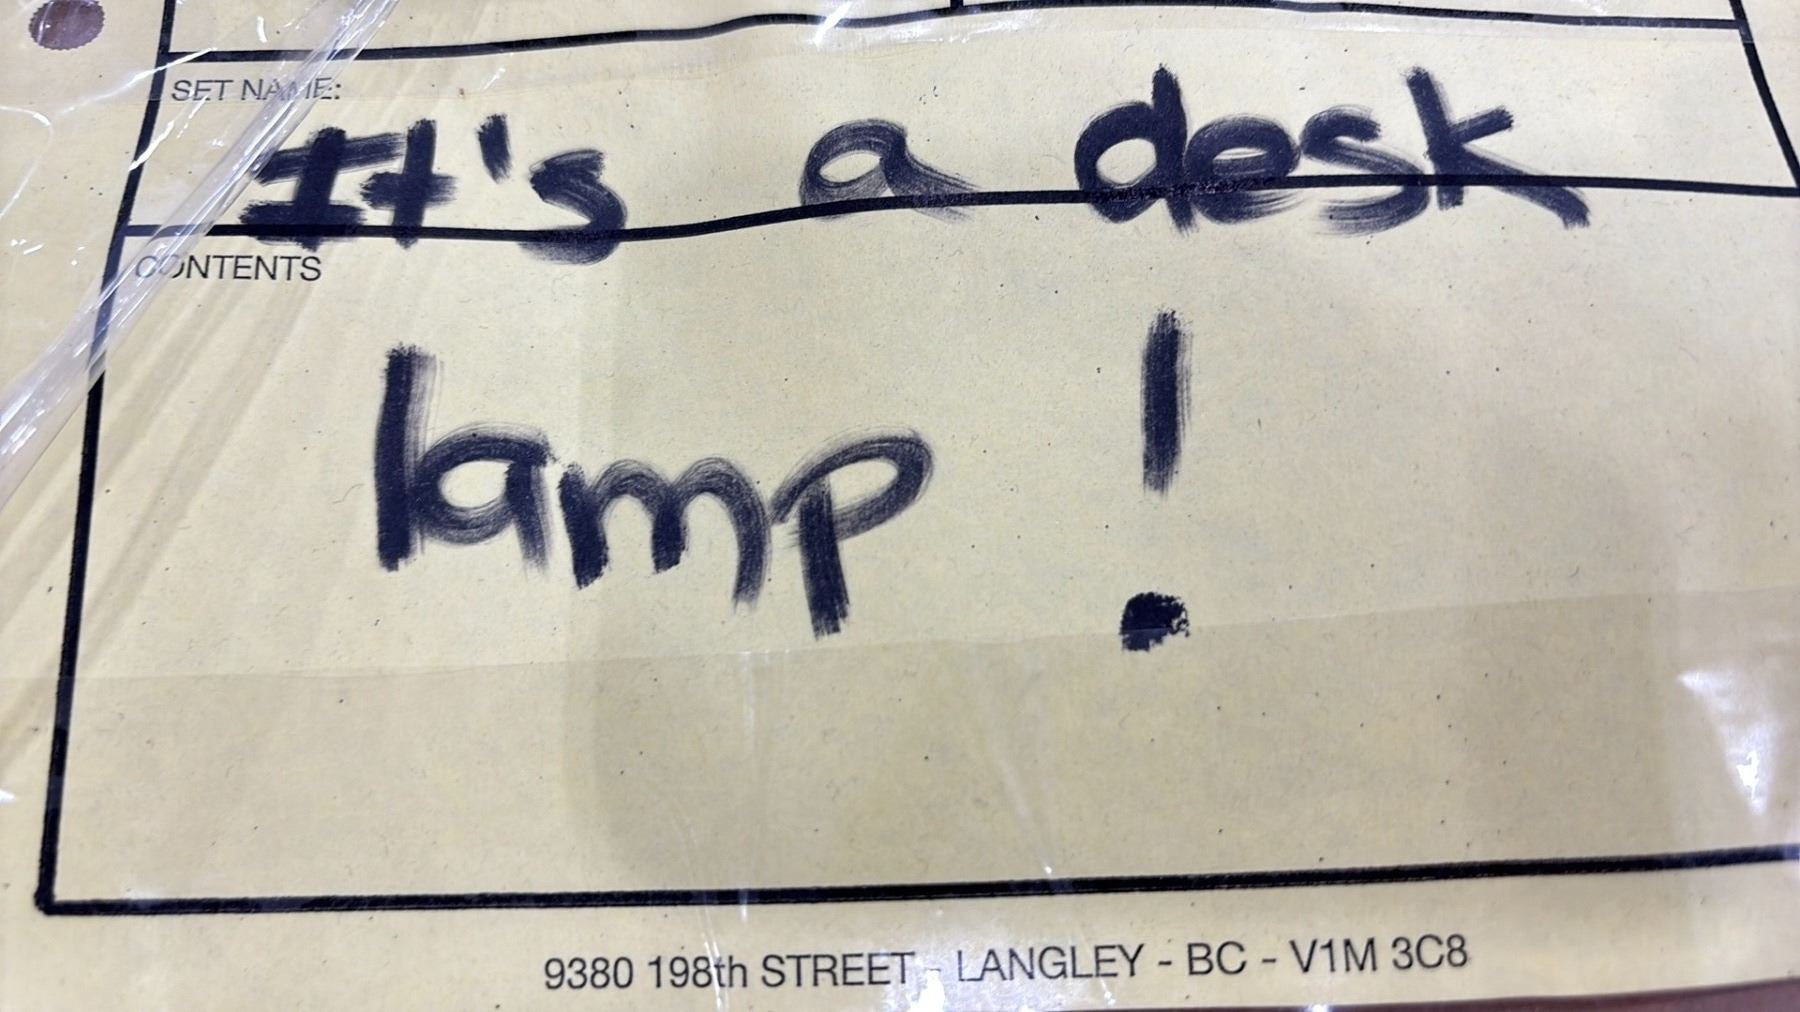 SET NAME:
It's a desk
CONTENTS
lamp !
9380 198th STREET - LANGLEY - BC - V1M 3C8